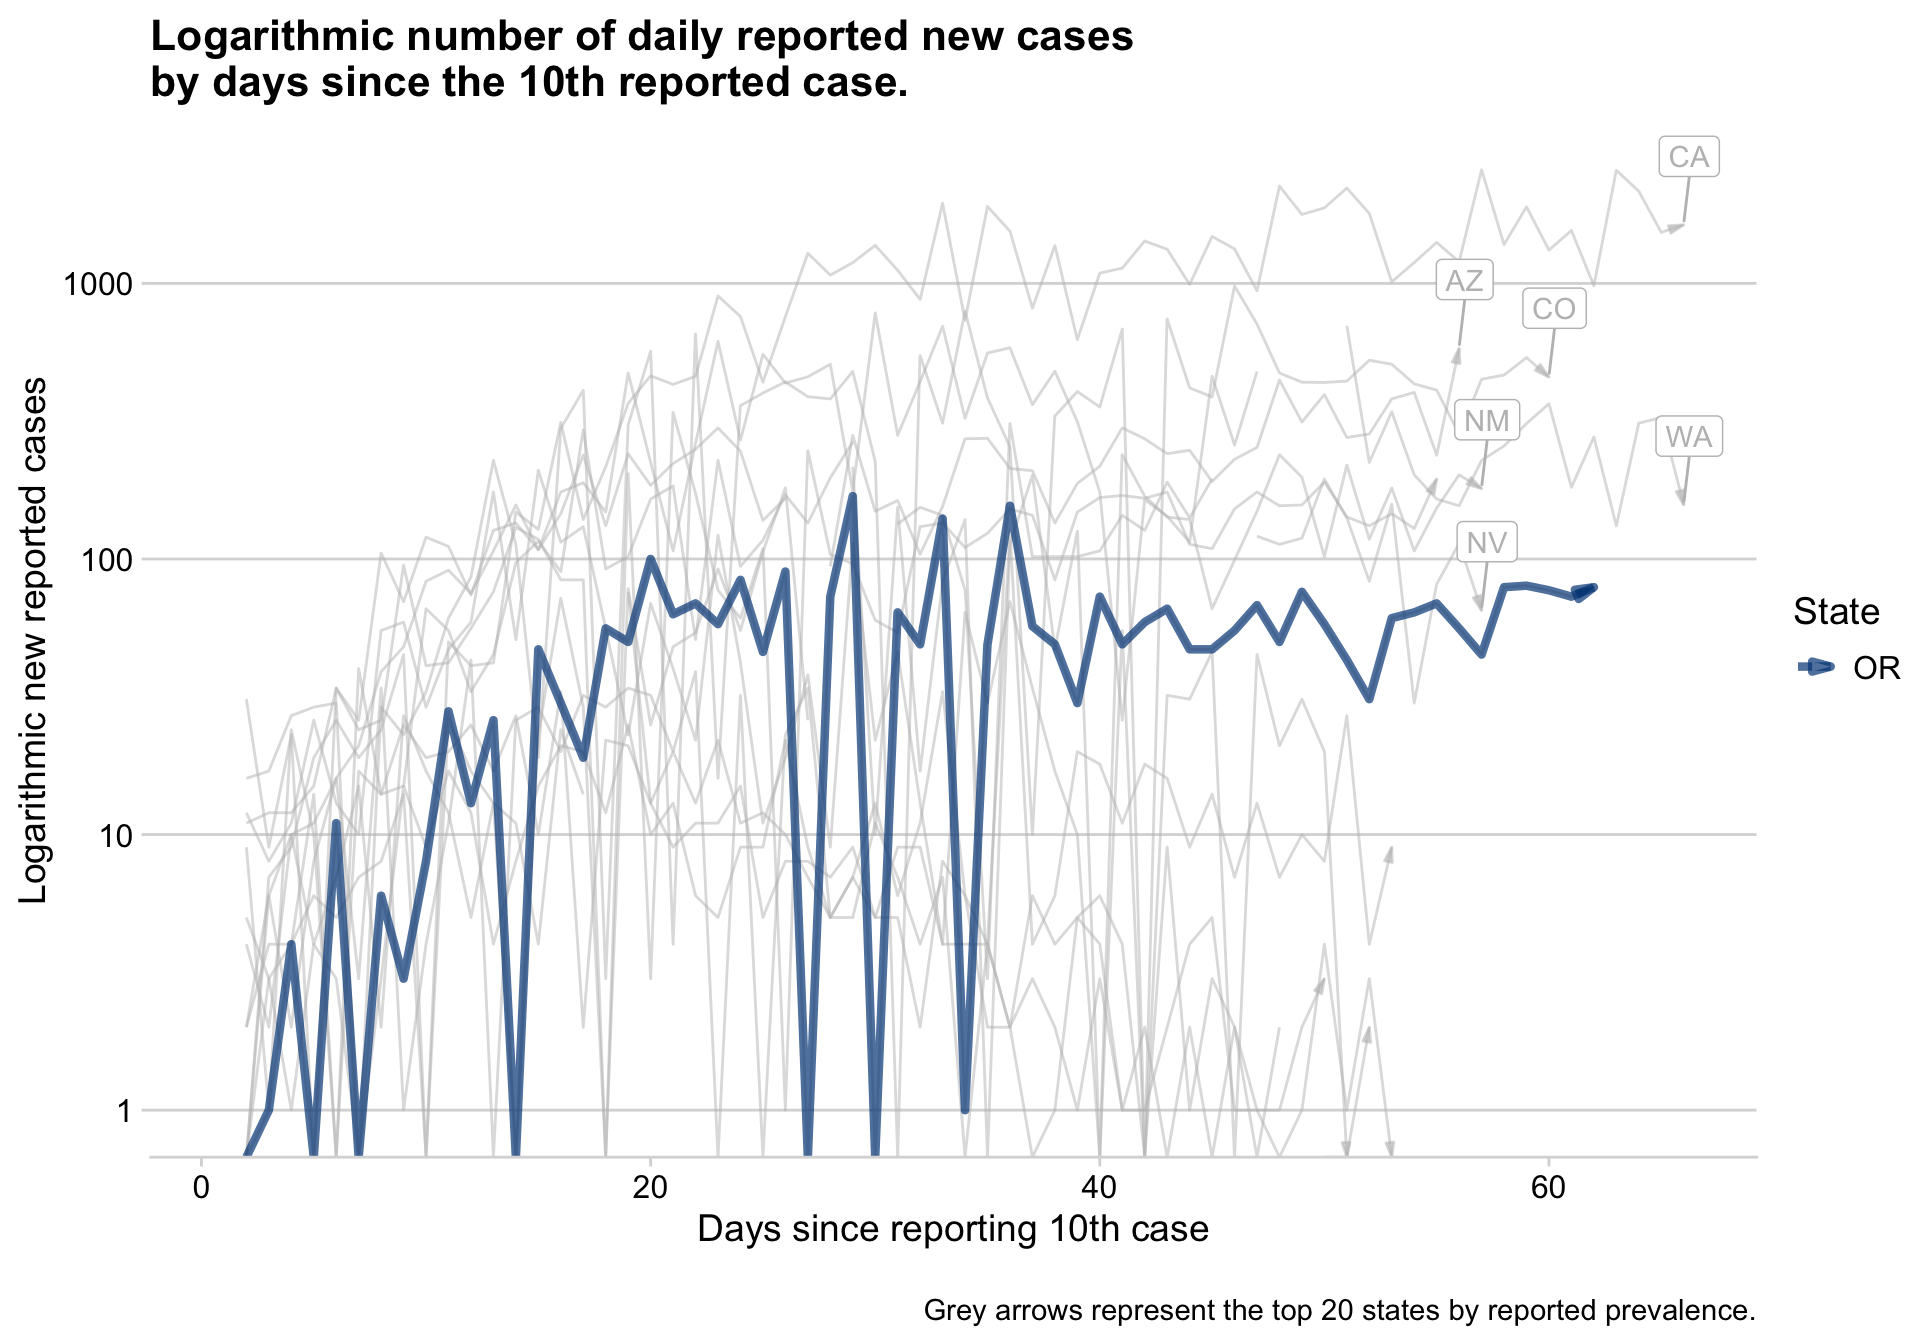 Logarithmic number of daily reported new cases
by days since the 10th reported case.
CA
AZ
CO
NM
WA
NV
1000
100
10
1
Logarithmic new reported cases
0
20
40
60
Days since reporting 10th case
State
OR
Grey arrows represent the top 20 states by reported prevalence.